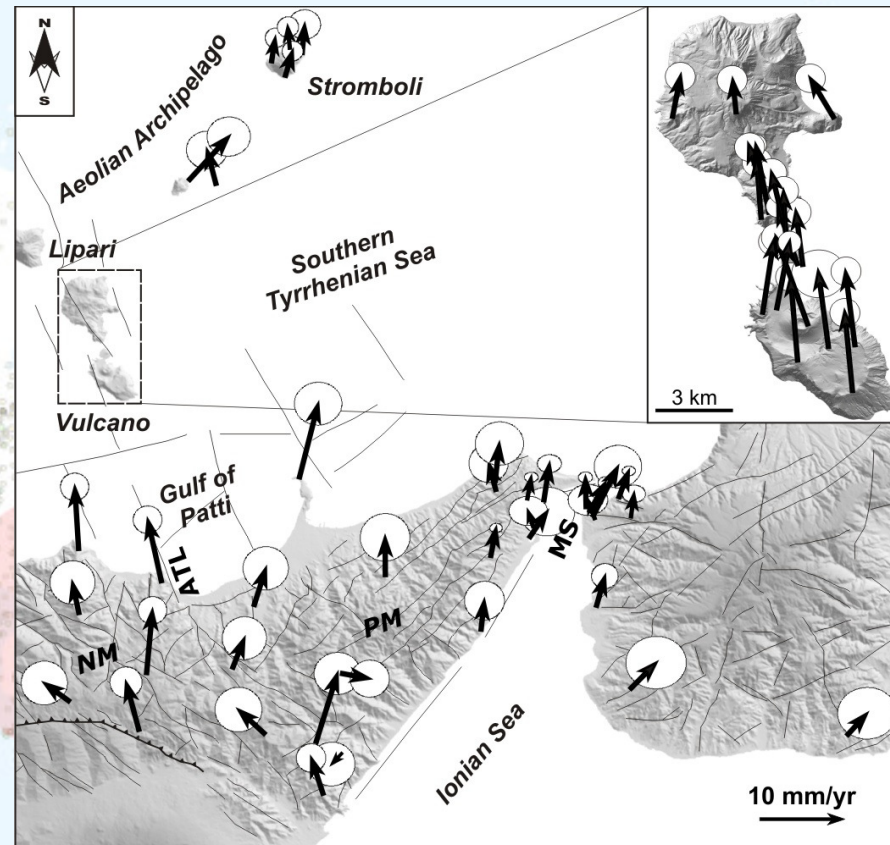 N
S
Aeolian Archipelago
Stromboli
Lipari
Southern
Tyrrhenian Sea
3 km
Vulcano
Gulf of
Patti
ATL
MS
NM
PM
Ionian Sea
10 mm/yr